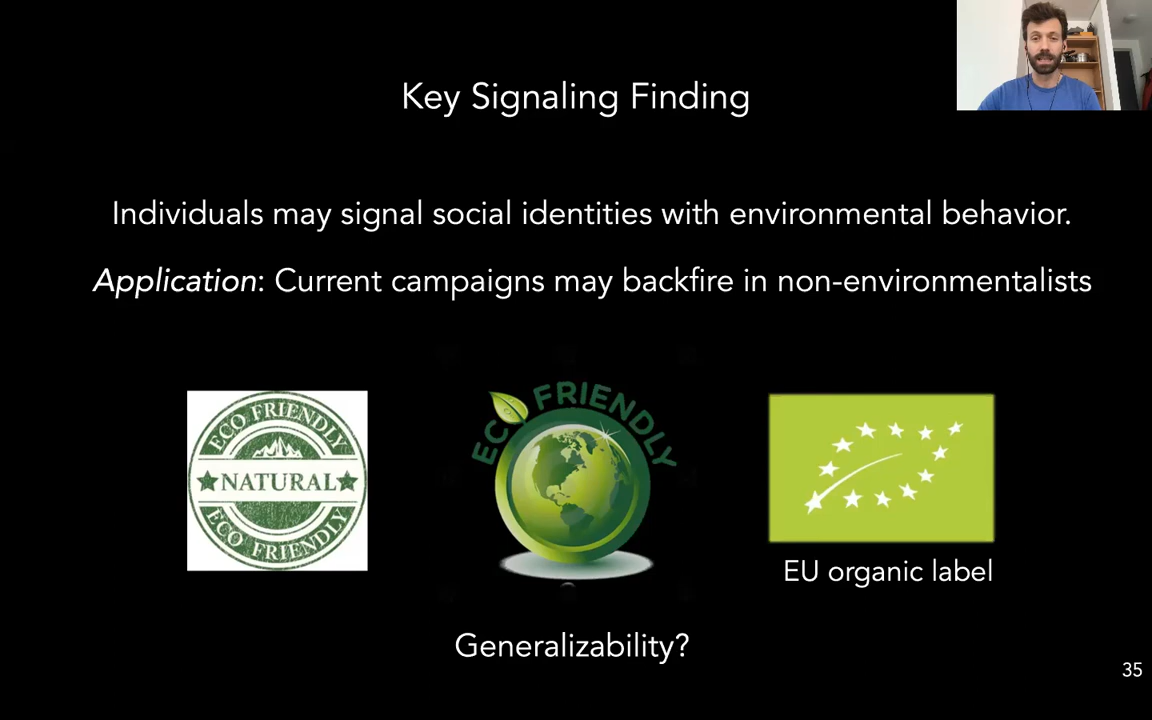 Key Signaling Finding
Individuals may signal social identities with environmental behavior.
Application: Current campaigns may backfire in non-environmentalists
ECO FRIENDLY
NATURAL
ECO FRIENDLY
ECO FRIENDLY
EU organic label
Generalizability?
35